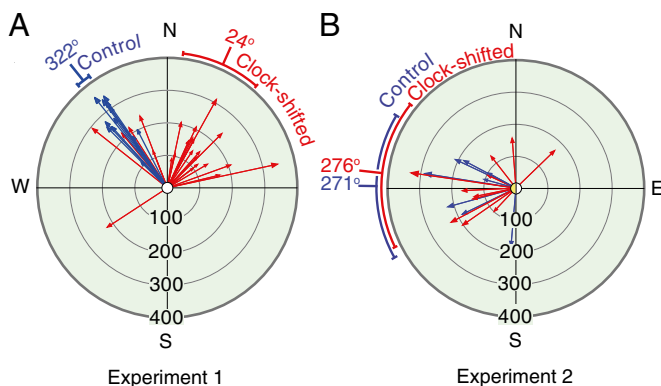 A
N
322° Control
24° Clock-shifted
W
100
200
300
400
S
Experiment 1
B
N
Control
Clock-shifted
276°
271°
E
100
200
300
400
S
Experiment 2